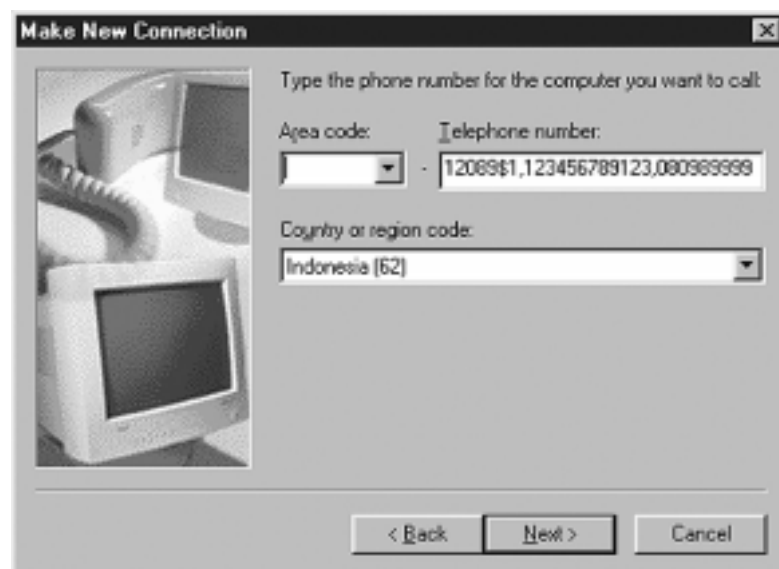 Make New Connection
Type the phone number for the computer you want to call:
Area code:
Telephone number:
- 12089$1,123456789123,080989999
Country or region code:
Indonesia (62)
< Back
Next >
Cancel